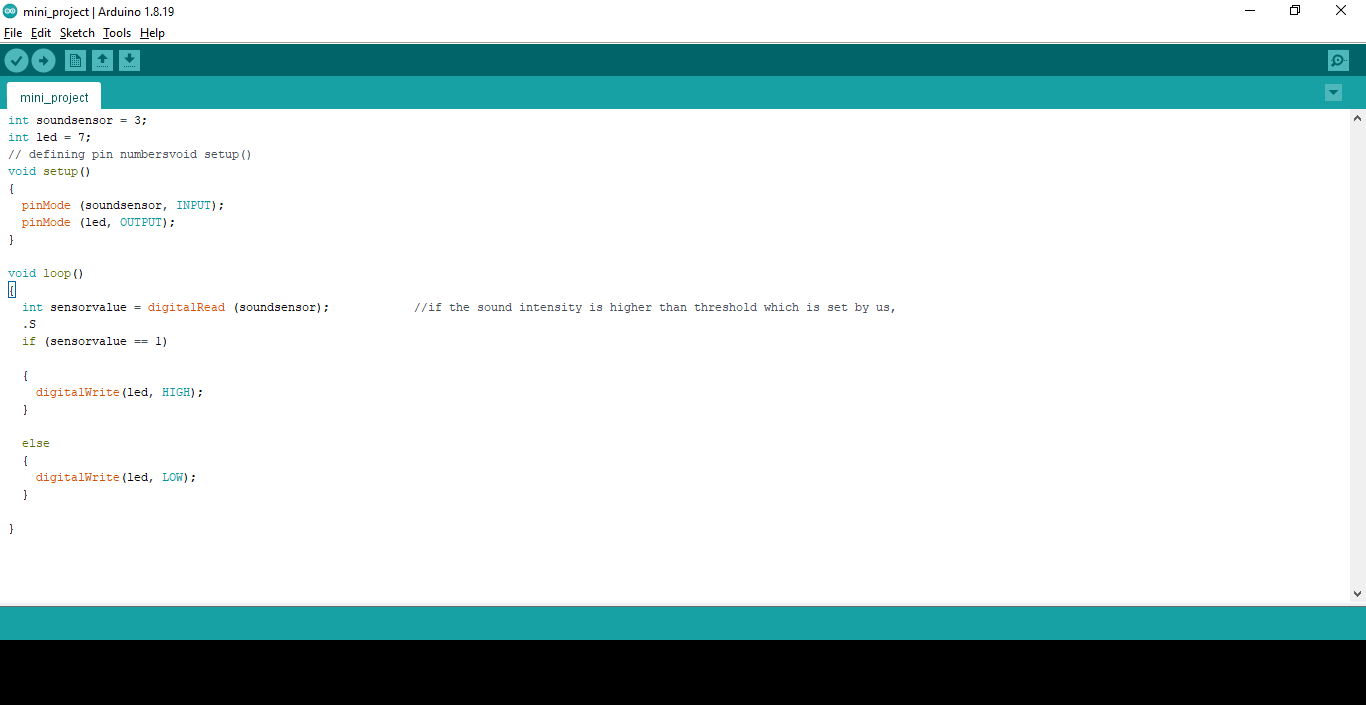 mini_project | Arduino 1.8.19
File Edit Sketch Tools Help
mini_project
int soundsensor = 3;
int led = 7;
// defining pin numbersvoid setup()
void setup()
{
pinMode (soundsensor, INPUT);
pinMode (led, OUTPUT);
}
void loop()
{
int sensorvalue = digitalRead (soundsensor); //if the sound intensity is higher than threshold which is set by us,
.S
if (sensorvalue == 1)
{
digitalWrite(led, HIGH);
}
else
{
digitalWrite(led, LOW);
}
}